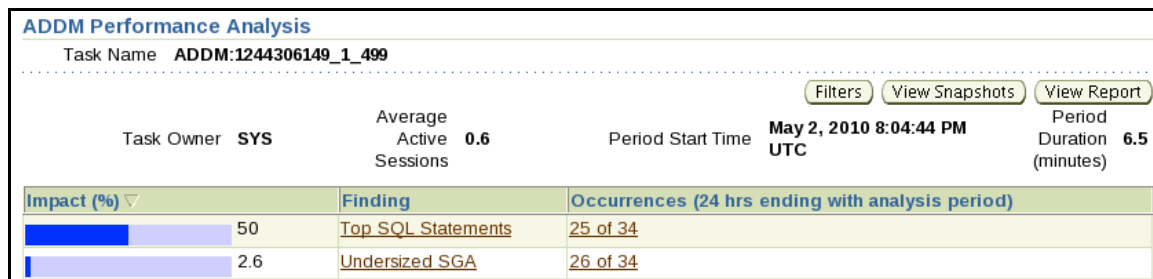 ADDM Performance Analysis
Task Name ADDM:1244306149_1_499
Filters View Snapshots View Report
Task Owner SYS
Average
Active 0.6
Sessions
Period Start Time May 2, 2010 8:04:44 PM
UTC
Period
Duration 6.5
(minutes)
Impact (%) Finding Occurrences (24 hrs ending with analysis period)
50 Top SQL Statements 25 of 34
2.6 Undersized SGA 26 of 34